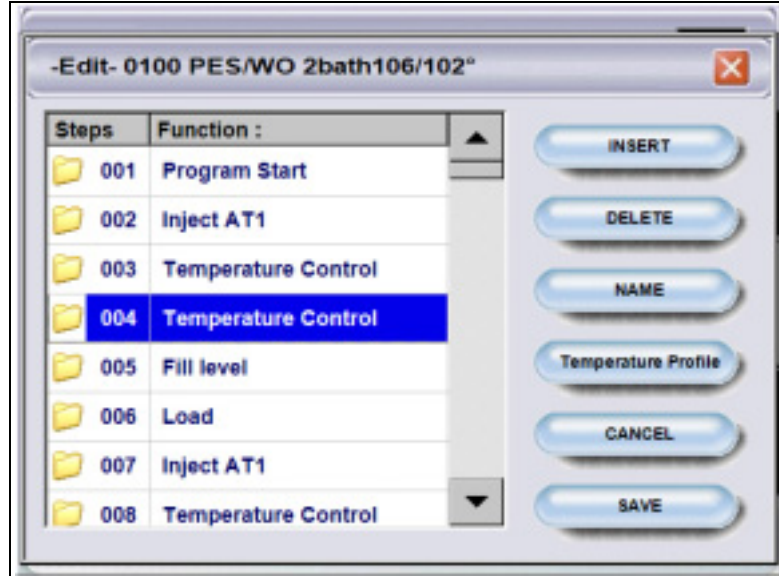 -Edit- 0100 PES/WO 2bath106/102°
Steps Function :
001 Program Start
002 Inject AT1
003 Temperature Control
004 Temperature Control
005 Fill level
006 Load
007 Inject AT1
008 Temperature Control
INSERT
DELETE
NAME
Temperature Profile
CANCEL
SAVE